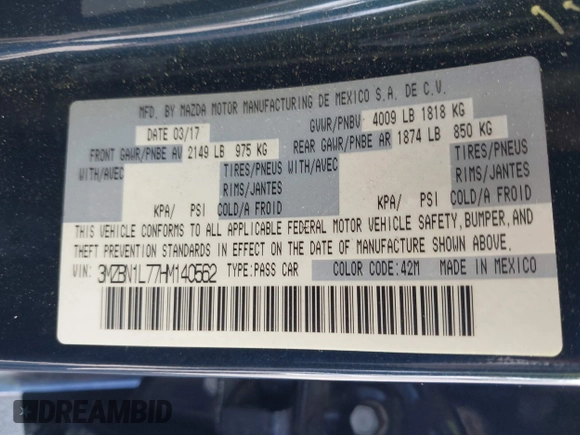 MFD. BY MAZDA MOTOR MANUFACTURING DE MEXICO S.A. DE C.V.
DATE 03/17 GVWR/PNBV 4009 LB 1818 KG
FRONT GAWR/PNBE AV 2149 LB 975 KG REAR GAWR/PNBE AR 1874 LB 850 KG
WITH/AVEC TIRES/PNEUS WITH/AVEC TIRES/PNEUS
RIMS/JANTES RIMS/JANTES
KPA/ PSI COLD/A FROID KPA/ PSI COLD/A FROID
THIS VEHICLE CONFORMS TO ALL APPLICABLE FEDERAL MOTOR VEHICLE SAFETY, BUMPER, AND
THEFT PREVENTION STANDARDS IN EFFECT ON THE DATE OF MANUFACTURE SHOWN ABOVE.
VIN: 3MZBN1L77HM140562 TYPE: PASS CAR COLOR CODE: 42M MADE IN MEXICO
DREAMBID